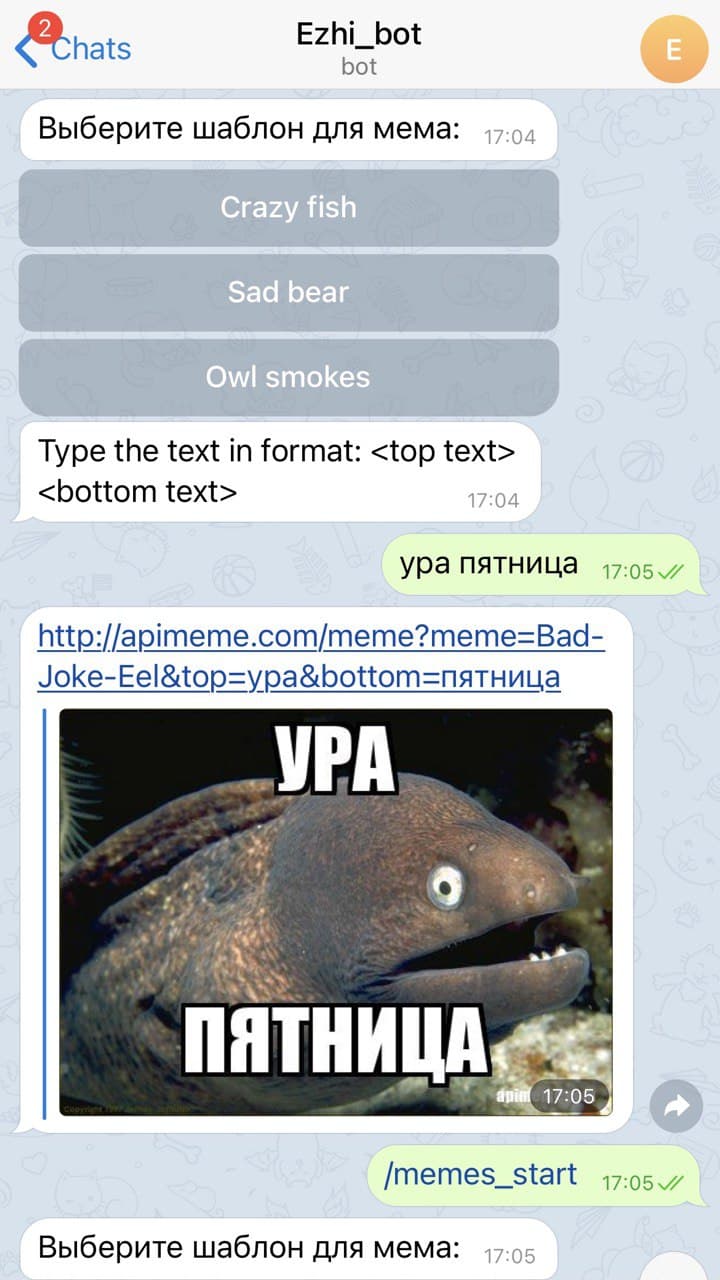 2
Chats
Ezhi_bot
bot
E
Выберите шаблон для мема: 17:04
Crazy fish
Sad bear
Owl smokes
Type the text in format: <top text>
<bottom text> 17:04
ура пятница 17:05
http://apimeme.com/meme?meme=Bad-
Joke-Eel&top=ура&bottom=пятница
УРА
ПЯТНИЦА
17:05
/memes_start 17:05
Выберите шаблон для мема: 17:05